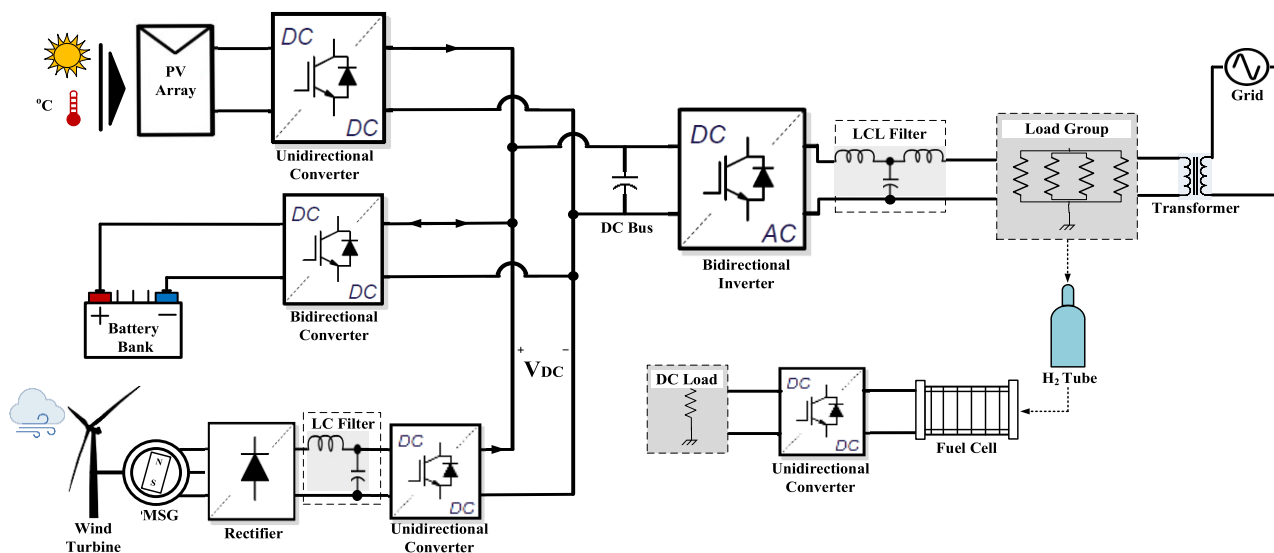 PV
Array
°C
DC
DC
Unidirectional
Converter
DC
DC
Bidirectional
Converter
+
−
Battery
Bank
+
−
VDC
DC Bus
DC
AC
Bidirectional
Inverter
LCL Filter
Load Group
Transformer
Grid
H2 Tube
DC Load
DC
DC
Unidirectional
Converter
Fuel Cell
Wind
Turbine
N
S
'MSG
Rectifier
LC Filter
DC
DC
Unidirectional
Converter